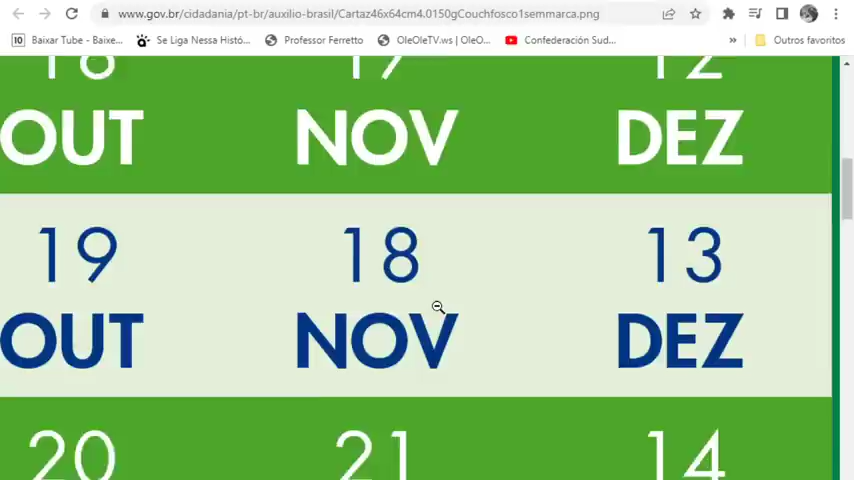 www.gov.br/cidadania/pt-br/auxilio-brasil/Cartaz46x64cm4.0150gCouchfosco1semmarca.png
Baixar Tube - Baixe... Se Liga Nessa Histó... Professor Ferretto OleOleTV.ws | OleO... Confederación Sud... » Outros favoritos
OUT NOV DEZ
19 18 13
OUT NOV DEZ
20 21 14